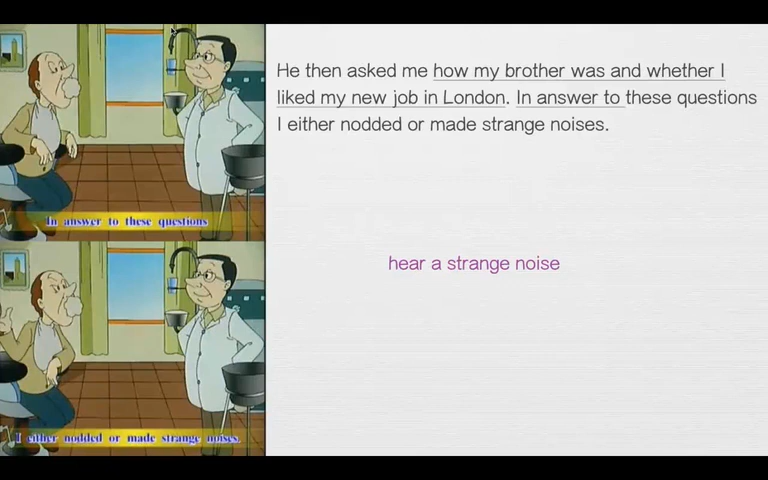 He then asked me how my brother was and whether I
liked my new job in London. In answer to these questions
I either nodded or made strange noises.
In answer to these questions
hear a strange noise
I either nodded or made strange noises.